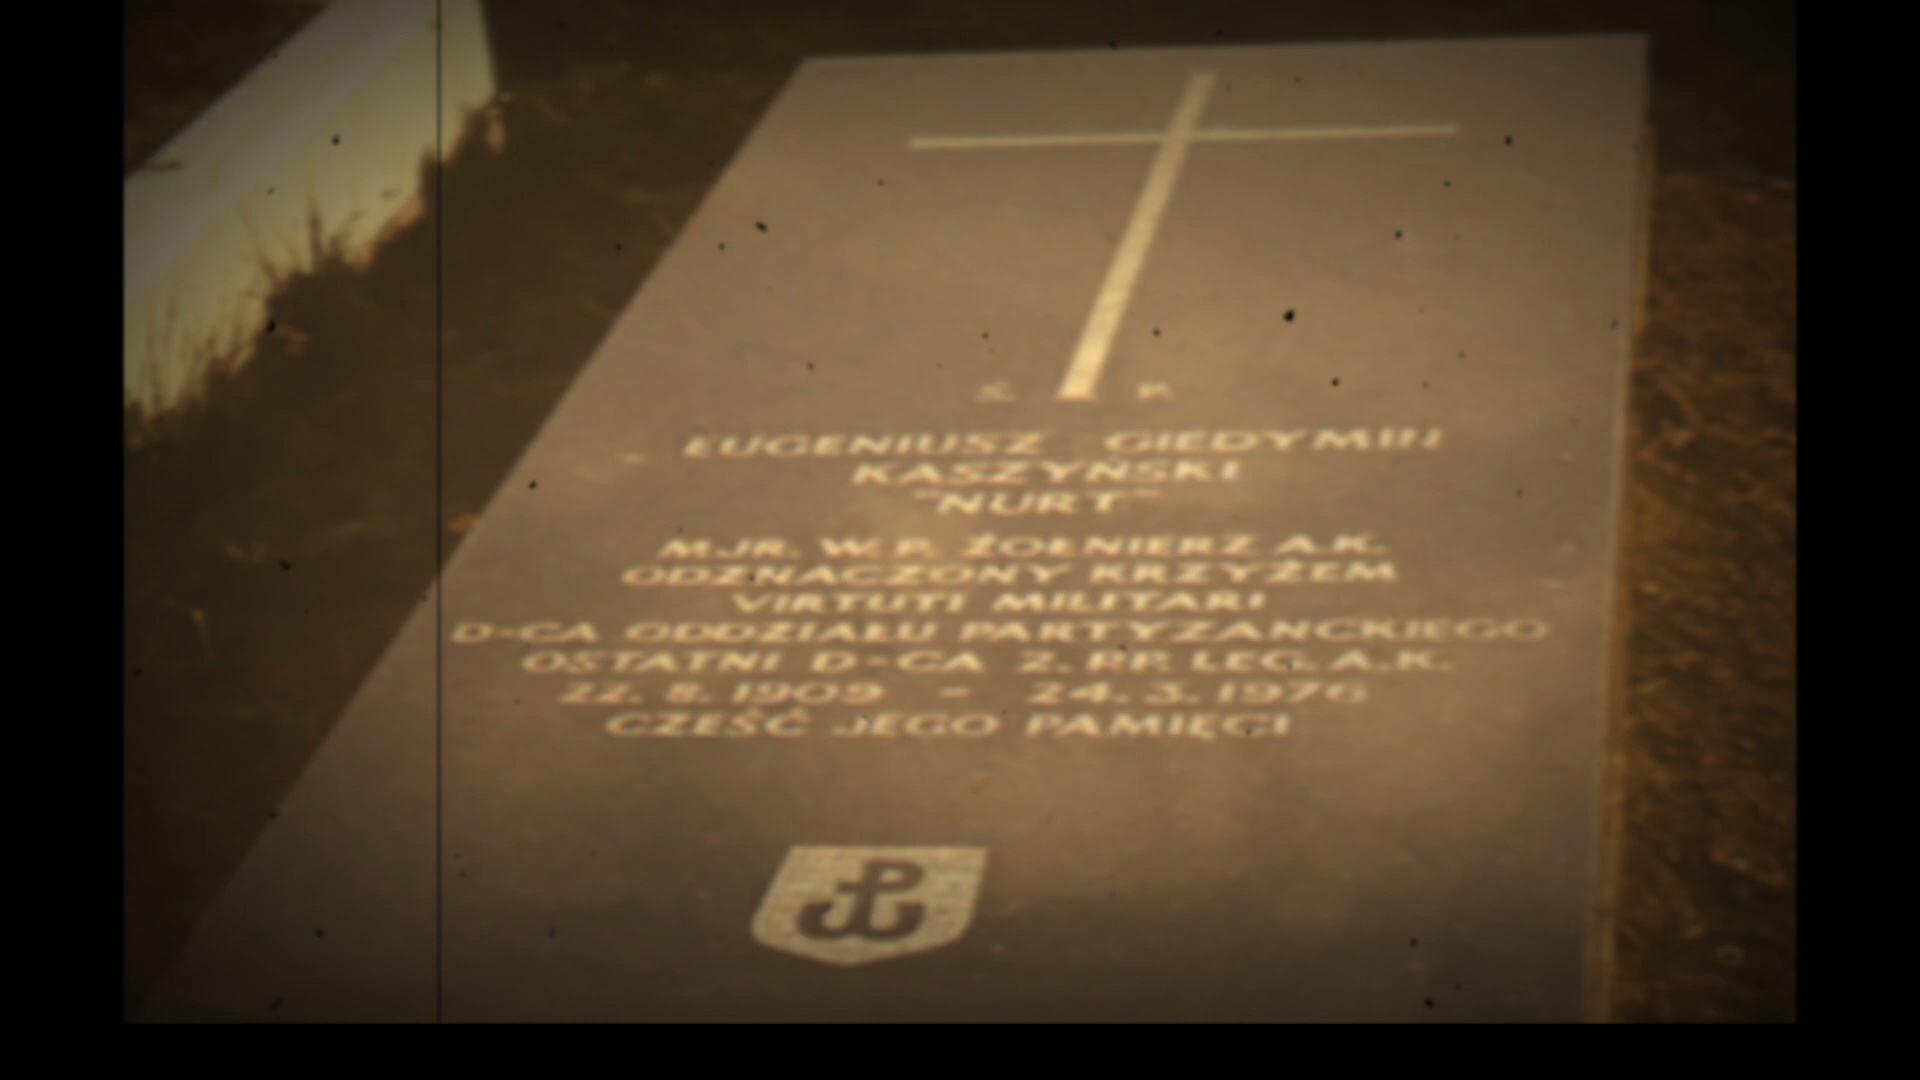 Ś. P.
EUGENIUSZ GIEDYMIN
KASZYŃSKI
"NURT"
MJR. W.P. ŻOŁNIERZ A.K.
ODZNACZONY KRZYŻEM
VIRTUTI MILITARI
D-CA ODDZIAŁU PARTYZANCKIEGO
OSTATNI D-CA 2. PP. LEG. A.K.
22. 8. 1909 - 24. 3. 1976
CZEŚĆ JEGO PAMIĘCI